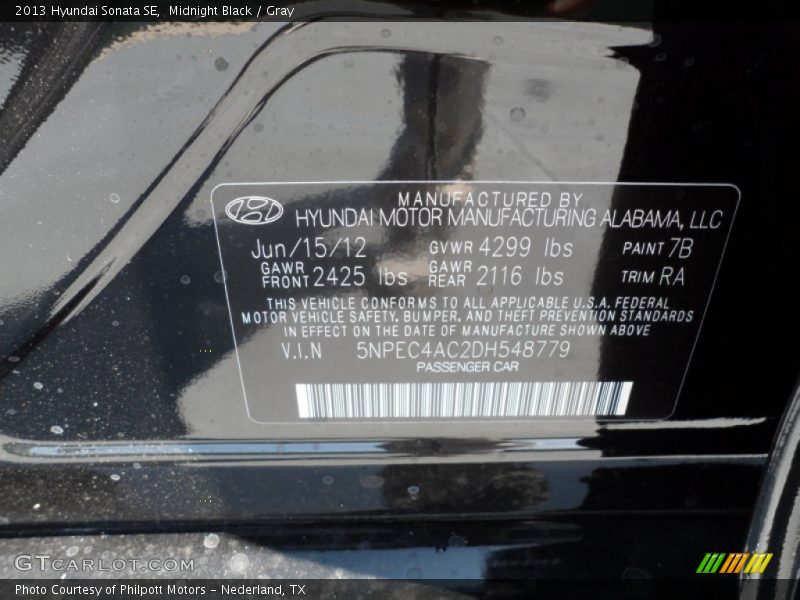 2013 Hyundai Sonata SE, Midnight Black / Gray
MANUFACTURED BY
HYUNDAI MOTOR MANUFACTURING ALABAMA, LLC
Jun/15/12 GVWR 4299 lbs PAINT 7B
GAWR FRONT 2425 lbs GAWR REAR 2116 lbs TRIM RA
THIS VEHICLE CONFORMS TO ALL APPLICABLE U.S.A. FEDERAL
MOTOR VEHICLE SAFETY, BUMPER, AND THEFT PREVENTION STANDARDS
IN EFFECT ON THE DATE OF MANUFACTURE SHOWN ABOVE
V.I.N 5NPEC4AC2DH548779
PASSENGER CAR
GTCARLOT.COM
Photo Courtesy of Philpott Motors - Nederland, TX